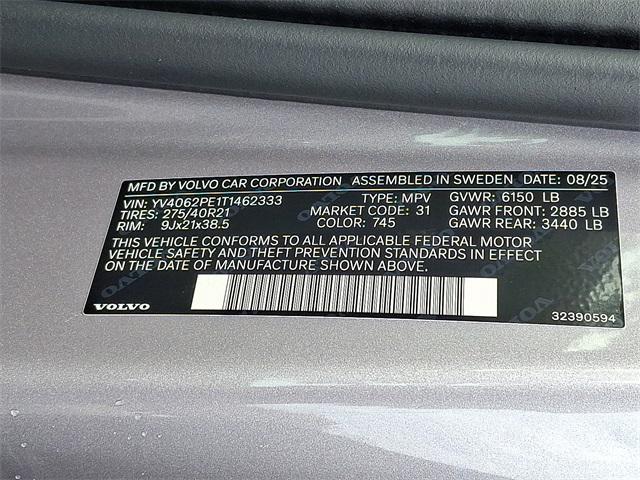 MFD BY VOLVO CAR CORPORATION ASSEMBLED IN SWEDEN DATE: 08/25
VIN: YV4062PE1T1462333 TYPE: MPV GVWR: 6150 LB
TIRES: 275/40R21 MARKET CODE: 31 GAWR FRONT: 2885 LB
RIM: 9Jx21x38.5 COLOR: 745 GAWR REAR: 3440 LB
THIS VEHICLE CONFORMS TO ALL APPLICABLE FEDERAL MOTOR
VEHICLE SAFETY AND THEFT PREVENTION STANDARDS IN EFFECT
ON THE DATE OF MANUFACTURE SHOWN ABOVE.
VOLVO
32390594